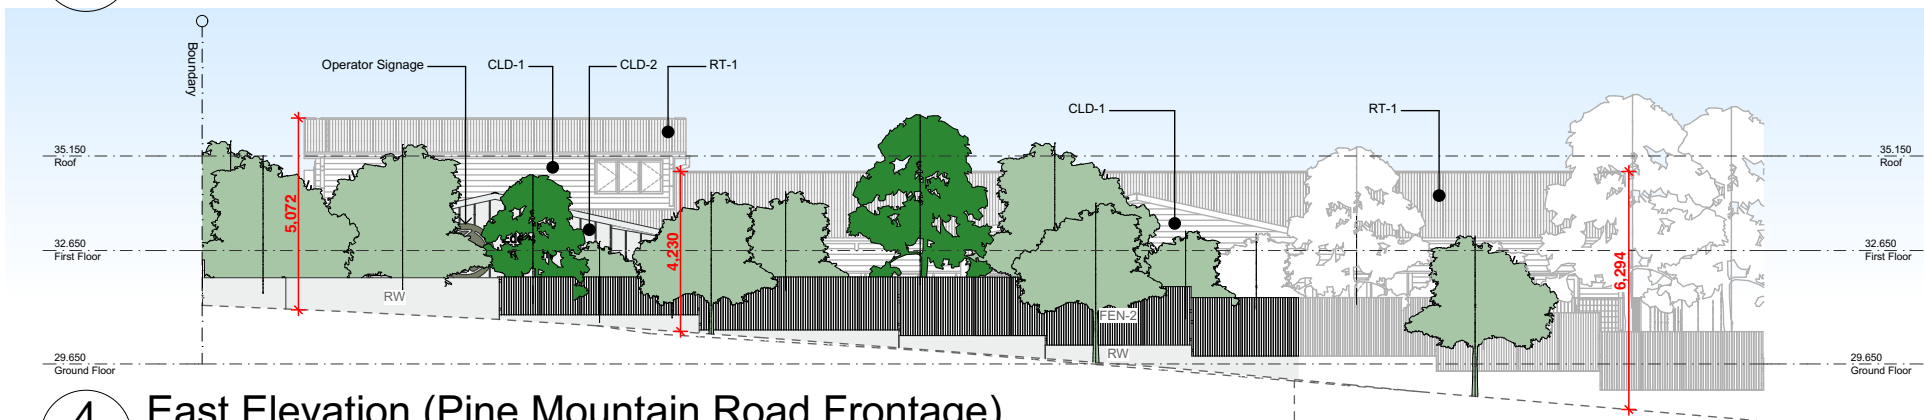 Boundary
Operator Signage
CLD-1
CLD-2
RT-1
CLD-1
RT-1
35.150
Roof
35.150
Roof
5,072
4,230
6,294
32.650
First Floor
32.650
First Floor
RW
FEN-2
RW
29.650
Ground Floor
29.650
Ground Floor
4
East Elevation (Pine Mountain Road Frontage)